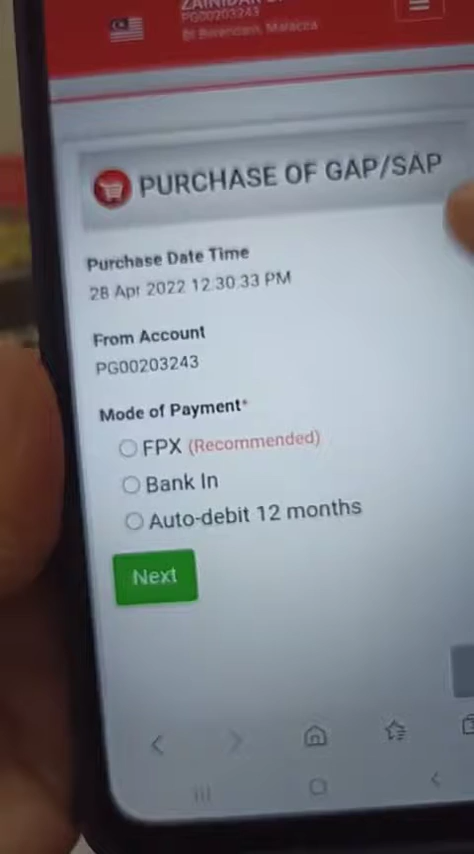 PG00203243
PURCHASE OF GAP/SAP
Purchase Date Time
28 Apr 2022 12:30:33 PM
From Account
PG00203243
Mode of Payment*
FPX (Recommended)
Bank In
Auto-debit 12 months
Next